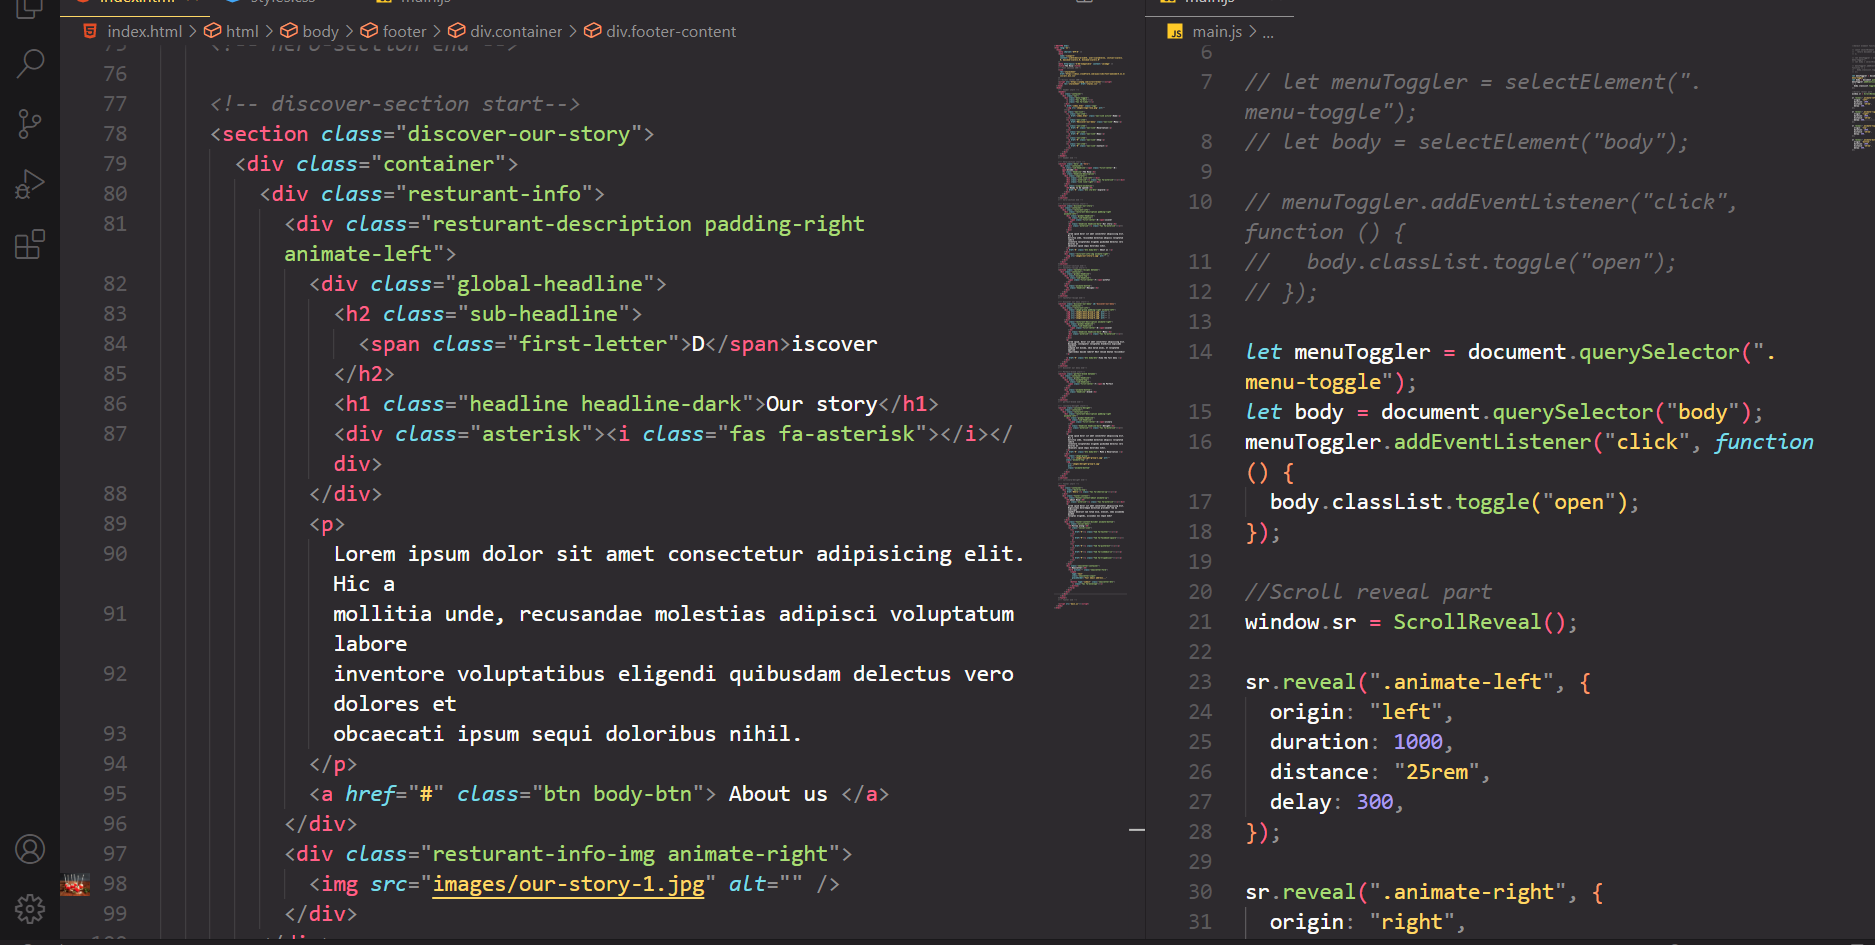 index.html > html > body > footer > div.container > div.footer-content
75 <!-- hero-section end -->
76
77 <!-- discover-section start-->
78 <section class="discover-our-story">
79 <div class="container">
80 <div class="resturant-info">
81 <div class="resturant-description padding-right
animate-left">
82 <div class="global-headline">
83 <h2 class="sub-headline">
84 <span class="first-letter">D</span>iscover
85 </h2>
86 <h1 class="headline headline-dark">Our story</h1>
87 <div class="asterisk"><i class="fas fa-asterisk"></i></
div>
88 </div>
89 <p>
90 Lorem ipsum dolor sit amet consectetur adipisicing elit.
Hic a
91 mollitia unde, recusandae molestias adipisci voluptatum
labore
92 inventore voluptatibus eligendi quibusdam delectus vero
dolores et
93 obcaecati ipsum sequi doloribus nihil.
94 </p>
95 <a href="#" class="btn body-btn"> About us </a>
96 </div>
97 <div class="resturant-info-img animate-right">
98 <img src="images/our-story-1.jpg" alt="" />
99 </div>
main.js
JS main.js > ...
6
7 // let menuToggler = selectElement(".
menu-toggle");
8 // let body = selectElement("body");
9
10 // menuToggler.addEventListener("click",
function () {
11 //   body.classList.toggle("open");
12 // });
13
14 let menuToggler = document.querySelector(".
menu-toggle");
15 let body = document.querySelector("body");
16 menuToggler.addEventListener("click", function
() {
17 body.classList.toggle("open");
18 });
19
20 //Scroll reveal part
21 window.sr = ScrollReveal();
22
23 sr.reveal(".animate-left", {
24 origin: "left",
25 duration: 1000,
26 distance: "25rem",
27 delay: 300,
28 });
29
30 sr.reveal(".animate-right", {
31 origin: "right",